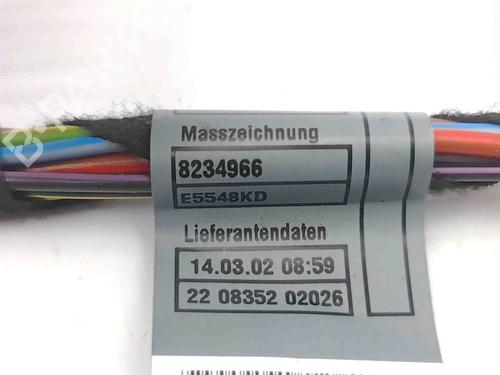 Masszeichnung
8234966
E5548KD
Lieferantendaten
14.03.02 08:59
22 08352 02026